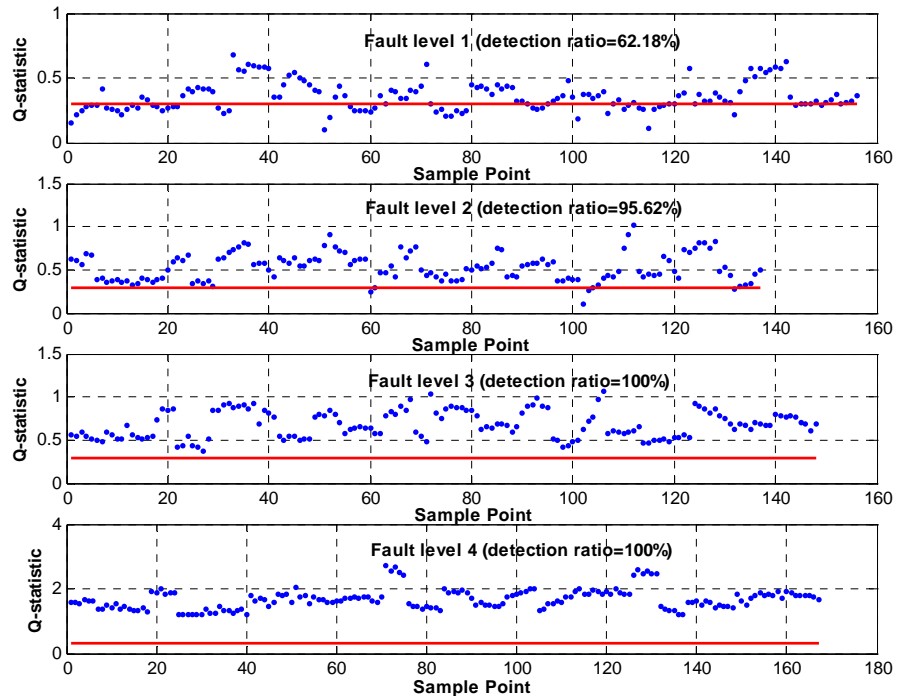 1
0.5
0
Q-statistic
Fault level 1 (detection ratio=62.18%)
0 20 40 60 80 100 120 140 160
Sample Point
1.5
1
0.5
0
Q-statistic
Fault level 2 (detection ratio=95.62%)
0 20 40 60 80 100 120 140 160
Sample Point
1.5
1
0.5
0
Q-statistic
Fault level 3 (detection ratio=100%)
0 20 40 60 80 100 120 140 160
Sample Point
4
2
0
Q-statistic
Fault level 4 (detection ratio=100%)
0 20 40 60 80 100 120 140 160 180
Sample Point